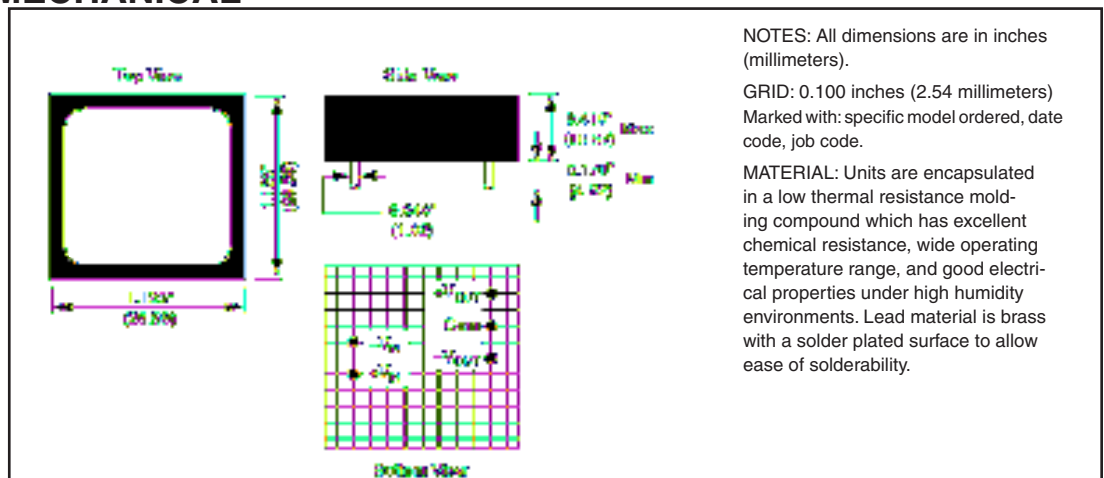 MECHANICAL
Top View
Side View
Max
Min
(1.02)
Com
Bottom View
NOTES: All dimensions are in inches
(millimeters).
GRID: 0.100 inches (2.54 millimeters)
Marked with: specific model ordered, date
code, job code.
MATERIAL: Units are encapsulated
in a low thermal resistance mold-
ing compound which has excellent
chemical resistance, wide operating
temperature range, and good electri-
cal properties under high humidity
environments. Lead material is brass
with a solder plated surface to allow
ease of solderability.